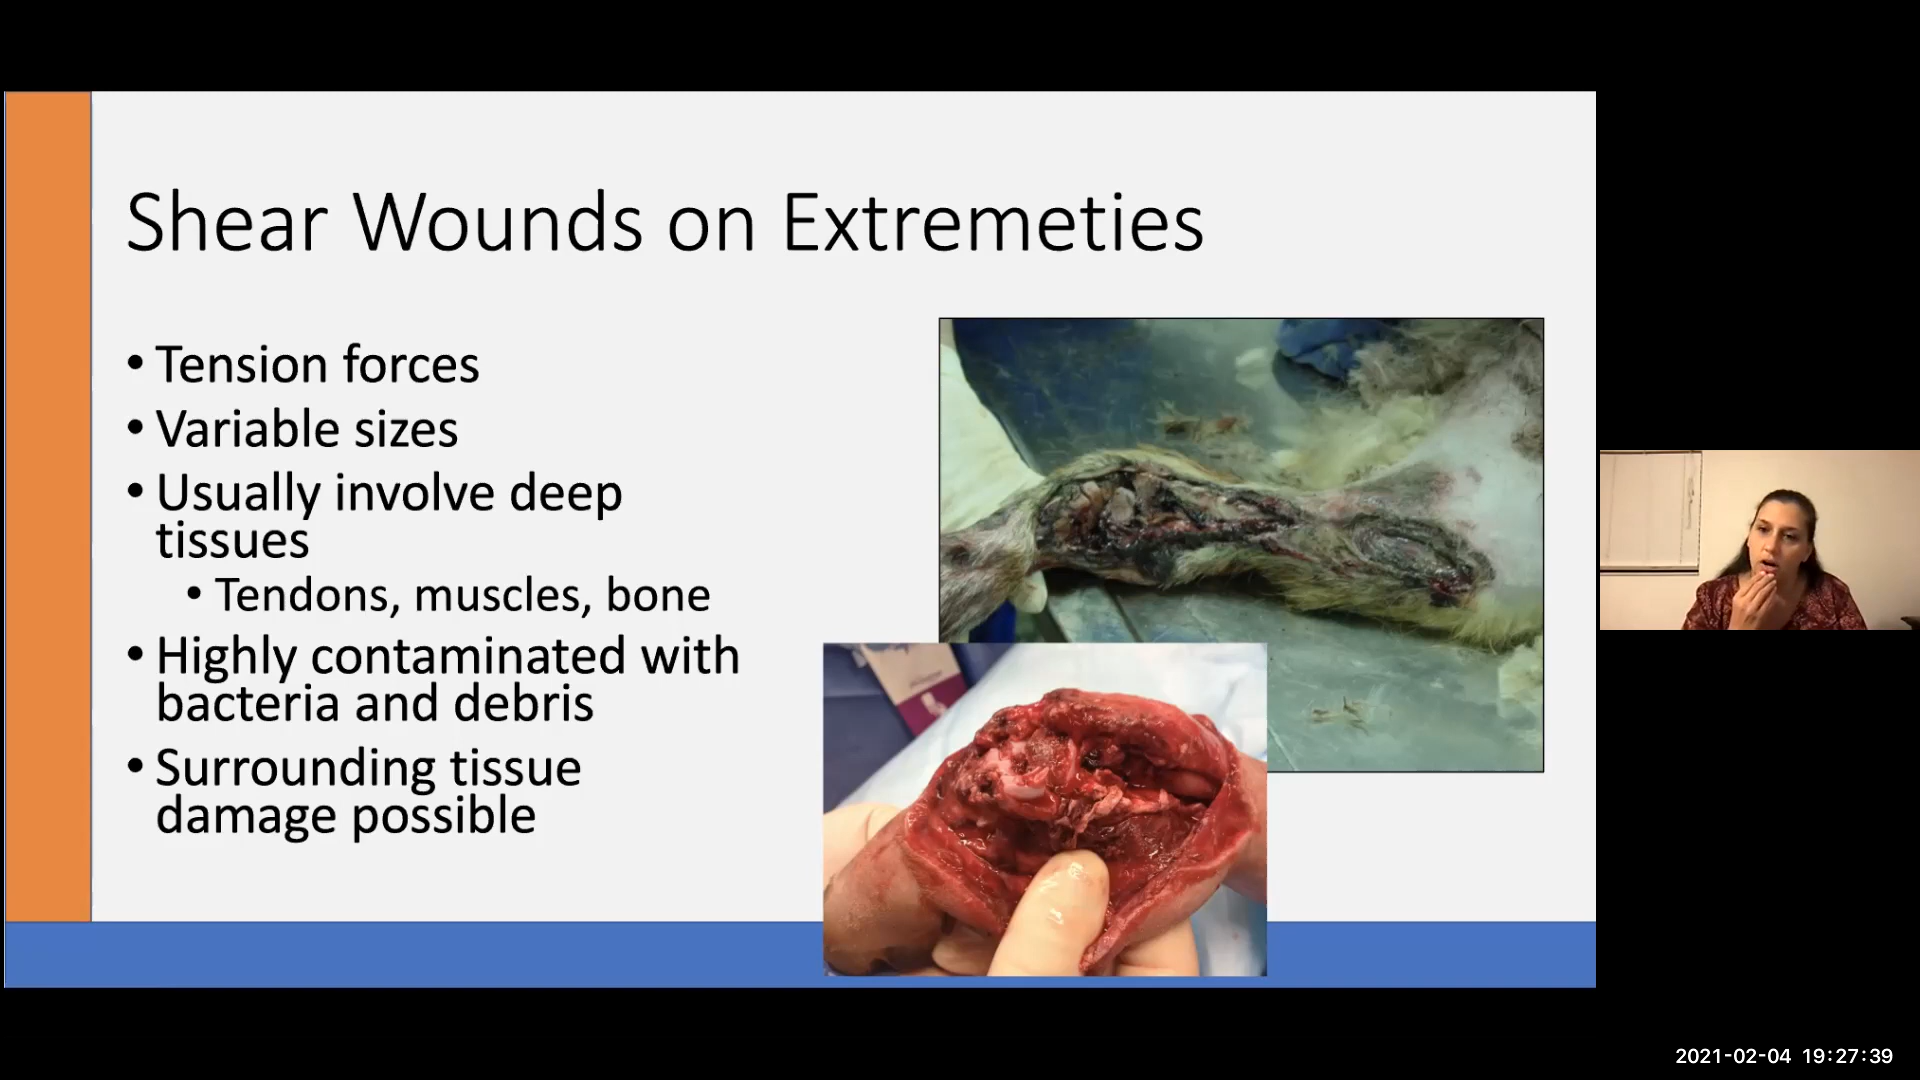 Shear Wounds on Extremeties
• Tension forces
• Variable sizes
• Usually involve deep
tissues
• Tendons, muscles, bone
• Highly contaminated with
bacteria and debris
• Surrounding tissue
damage possible
2021-02-04 19:27:39